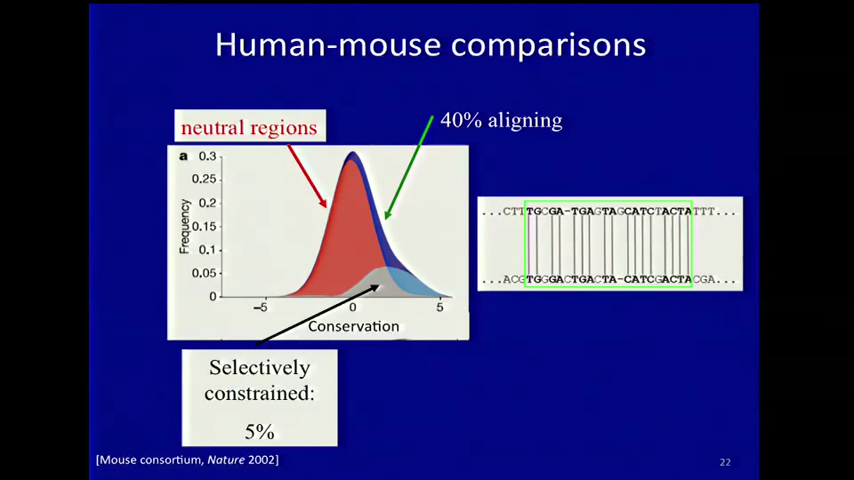 Human-mouse comparisons
neutral regions
40% aligning
a
0.3
0.25
0.2
0.15
0.1
0.05
0
Frequency
–5
0
5
Conservation
...CTTTGCGA-TGAGTAGCATCTACTATTT...
...ACGTGGGACTGACTA-CATCGACTACGA...
Selectively
constrained:
5%
[Mouse consortium, Nature 2002]
22